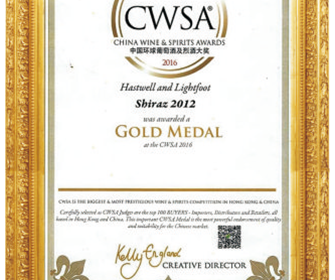 CWSA®
CHINA WINE & SPIRITS AWARDS
中国环球葡萄酒及烈酒大奖
2016
Hastwell and Lightfoot
Shiraz 2012
was awarded a
GOLD MEDAL
at the CWSA 2016
CWSA IS THE BIGGEST & MOST PRESTIGIOUS WINE & SPIRITS COMPETITION IN HONG KONG & CHINA
Carefully selected as CWSA Judges are the top 100 BUYERS - Importers, Distributors and Retailers, all
based in Hong Kong and China. This important CWSA Medal is the most powerful endorsement of quality
and suitability for the Chinese market.
Kelly England
CREATIVE DIRECTOR